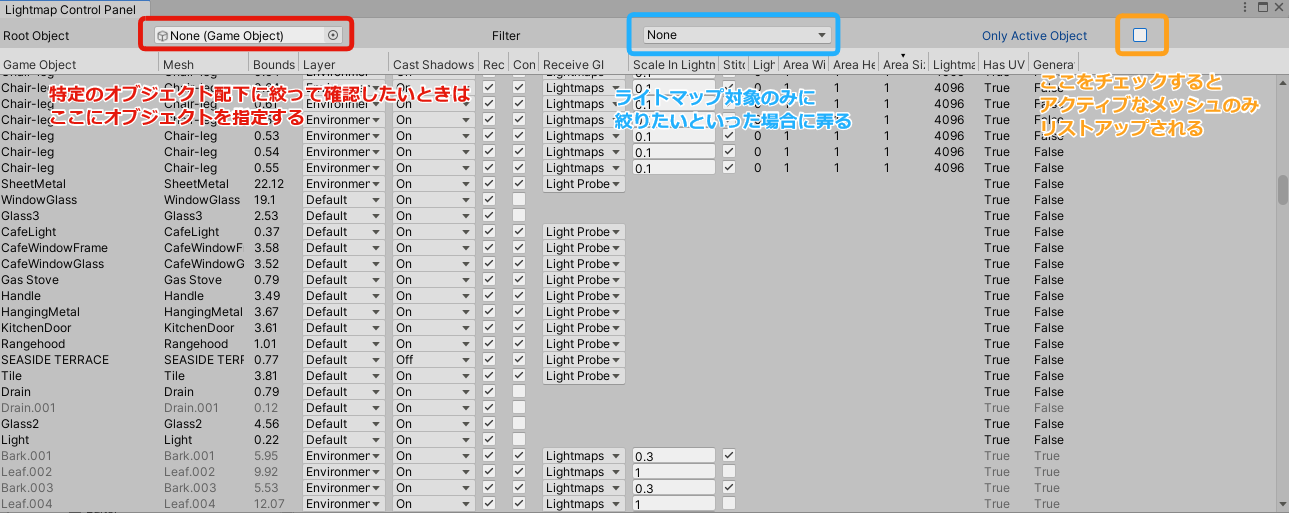 Lightmap Control Panel
Root Object None (Game Object) Filter None Only Active Object
Game Object Mesh Bounds Layer Cast Shadows Rec Con Receive GI Scale In Lightm Stitc Ligh Area Wi Area He Area Si Lightma Has UV Genera
特定のオブジェクト配下に絞って確認したいときは
ここにオブジェクトを指定する
ライトマップ対象のみに
絞りたいといった場合に弄る
ここをチェックすると
アクティブなメッシュのみ
リストアップされる
Chair-leg Chair-leg Lightmaps 0.1 4096
Chair-leg Chair-leg Lightmaps 0.1 0 1 1 1 4096 True
Chair-leg Chair-leg 0.61 Environmer On Lightmaps 0.1 0 1 1 1 4096 True False
Chair-leg Chair-leg Lightmaps 0.1 1 1 1 4096 True False
Chair-leg Chair-leg 0.53 Environmer On Lightmaps 0.1 0 1 1 1 4096 True False
Chair-leg Chair-leg 0.54 Environmer On Lightmaps 0.1 0 1 1 1 4096 True False
Chair-leg Chair-leg 0.55 Environmer On Lightmaps 0.1 0 1 1 1 4096 True False
SheetMetal SheetMetal 22.12 Environmer On Light Probe True False
WindowGlass WindowGlass 19.1 Default On True False
Glass3 Glass3 2.53 Default On True False
CafeLight CafeLight 0.37 Default On Light Probe True False
CafeWindowFrame CafeWindowF 3.58 Default On Light Probe True False
CafeWindowGlass CafeWindowG 3.52 Default On Light Probe True False
Gas Stove Gas Stove 0.79 Default On Light Probe True False
Handle Handle 3.49 Default On Light Probe True False
HangingMetal HangingMetal 3.67 Default On Light Probe True False
KitchenDoor KitchenDoor 3.61 Default On Light Probe True False
Rangehood Rangehood 1.01 Default On Light Probe True False
SEASIDE TERRACE SEASIDE TERR 0.77 Default Off Light Probe True False
Tile Tile 3.81 Default On Light Probe True False
Drain Drain 0.79 Default On True False
Drain.001 Drain.001 0.12 Default On True False
Glass2 Glass2 4.56 Default On True False
Light Light 0.22 Default On True False
Bark.001 Bark.001 5.95 Environmer On Lightmaps 0.3 True True
Leaf.002 Leaf.002 9.92 Environmer On Lightmaps 1 True True
Bark.003 Bark.003 5.53 Environmer On Lightmaps 0.3 True True
Leaf.004 Leaf.004 12.07 Environmer On Lightmaps 1 True True